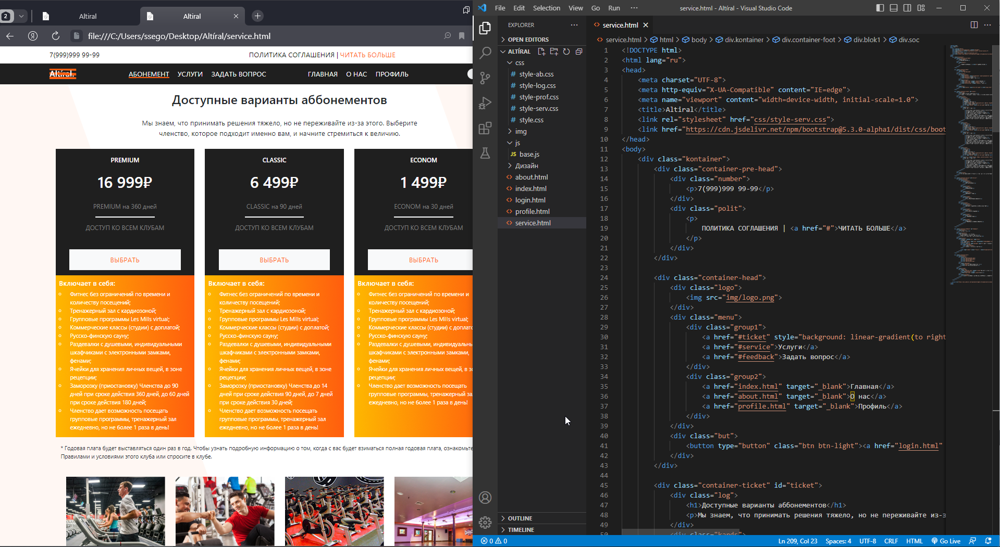 2
Altiral
Altiral
file:///C:/Users/ssego/Desktop/Altíral/service.html
7(999)999 99-99
ПОЛИТИКА СОГЛАШЕНИЯ | ЧИТАТЬ БОЛЬШЕ
Altíral.
АБОНЕМЕНТ УСЛУГИ ЗАДАТЬ ВОПРОС ГЛАВНАЯ О НАС ПРОФИЛЬ
Доступные варианты аббонементов
Мы знаем, что принимать решения тяжело, но не переживайте из-за этого. Выберите
членство, которое подходит именно вам, и начните стремиться к величию.
PREMIUM
16 999₽
PREMIUM на 360 дней
ДОСТУП КО ВСЕМ КЛУБАМ
ВЫБРАТЬ
Включает в себя:
Фитнес без ограничений по времени и
количеству посещений;
Тренажерный зал с кардиозоной;
Групповые программы Les Mills virtual;
Коммерческие классы (студии) с доплатой;
Русско-финскую сауну;
Раздевалки с душевыми, индивидуальными
шкафчиками с электронными замками,
фенами;
Ячейки для хранения личных вещей, в зоне
рецепции;
Заморозку (приостановку) Членства до 90
дней при сроке действия 360 дней, до 60 дней
при сроке действия 180 дней;
Членство дает возможность посещать
групповые программы, тренажерный зал
ежедневно, но не более 1 раза в день!
CLASSIC
6 499₽
CLASSIC на 90 дней
ДОСТУП КО ВСЕМ КЛУБАМ
ВЫБРАТЬ
Включает в себя:
Фитнес без ограничений по времени и
количеству посещений;
Тренажерный зал с кардиозоной;
Групповые программы Les Mills virtual;
Коммерческие классы (студии) с доплатой;
Русско-финскую сауну;
Раздевалки с душевыми, индивидуальными
шкафчиками с электронными замками,
фенами;
Ячейки для хранения личных вещей, в зоне
рецепции;
Заморозку (приостановку) Членства до 14
дней при сроке действия 90 дней, до 7 дней
при сроке действия 30 дней;
Членство дает возможность посещать
групповые программы, тренажерный зал
ежедневно, но не более 1 раза в день!
ECONOM
1 499₽
ECONOM на 30 дней
ДОСТУП КО ВСЕМ КЛУБАМ
ВЫБРАТЬ
Включает в себя:
Фитнес без ограничений по времени и
количеству посещений;
Тренажерный зал с кардиозоной;
Групповые программы Les Mills virtual;
Коммерческие классы (студии) с доплато
Русско-финскую сауну;
Раздевалки с душевыми, индивидуаль
шкафчиками с электронными замками,
фенами;
Ячейки для хранения личных вещей, в зо
рецепции;
Членство дает возможность посещать
групповые программы, тренажерный за
ежедневно, но не более 1 раза в день!
* Годовая плата будет выставляться один раз в год. Чтобы узнать подробную информацию о том, когда с вас будет взиматься полная годовая плата, ознакомьте
Правилами и условиями этого клуба или спросите в клубе.
File Edit Selection View Go Run ··· service.html - Altíral - Visual Studio Code
EXPLORER
OPEN EDITORS
ALTÍRAL
css
# style-ab.css
# style-log.css
# style-prof.css
# style-serv.css
# style.css
img
js
JS base.js
Дизайн
<> about.html
<> index.html
<> login.html
<> profile.html
<> service.html
OUTLINE
TIMELINE
<> service.html
<> service.html > html > body > div.kontainer > div.container-foot > div.blok1 > div.soc
1 <!DOCTYPE html>
2 <html lang="ru">
3 <head>
4 <meta charset="UTF-8">
5 <meta http-equiv="X-UA-Compatible" content="IE=edge">
6 <meta name="viewport" content="width=device-width, initial-scale=1.0">
7 <title>Altiral</title>
8 <link rel="stylesheet" href="css/style-serv.css">
9 <link href="https://cdn.jsdelivr.net/npm/bootstrap@5.3.0-alpha1/dist/css/boot
10 </head>
11 <body>
12 <div class="kontainer">
13 <div class="container-pre-head">
14 <div class="number">
15 <p>7(999)999 99-99</p>
16 </div>
17 <div class="polit">
18 <p>
19 ПОЛИТИКА СОГЛАШЕНИЯ | <a href="#">ЧИТАТЬ БОЛЬШЕ</a>
20 </p>
21 </div>
22 </div>
23
24 <div class="container-head">
25 <div class="logo">
26 <img src="img/logo.png">
27 </div>
28 <div class="menu">
29 <div class="group1">
30 <a href="#ticket" style="background: linear-gradient(to right
31 <a href="#service">Услуги</a>
32 <a href="#feedback">Задать вопрос</a>
33 </div>
34 <div class="group2">
35 <a href="index.html" target="_blank">Главная</a>
36 <a href="about.html" target="_blank">О нас</a>
37 <a href="profile.html" target="_blank">Профиль</a>
38 </div>
39 </div>
40 <div class="but">
41 <button type="button" class="btn btn-light"><a href="login.html"
42 </div>
43 </div>
44
45 <div class="container-ticket" id="ticket">
46 <div class="log">
47 <h1>Доступные варианты аббонементов</h1>
48 <p>Мы знаем, что принимать решения тяжело, но не переживайте из-з
49 </div>
50 <div class="kards">
0 0 Ln 209, Col 23 Spaces: 4 UTF-8 CRLF HTML Go Live